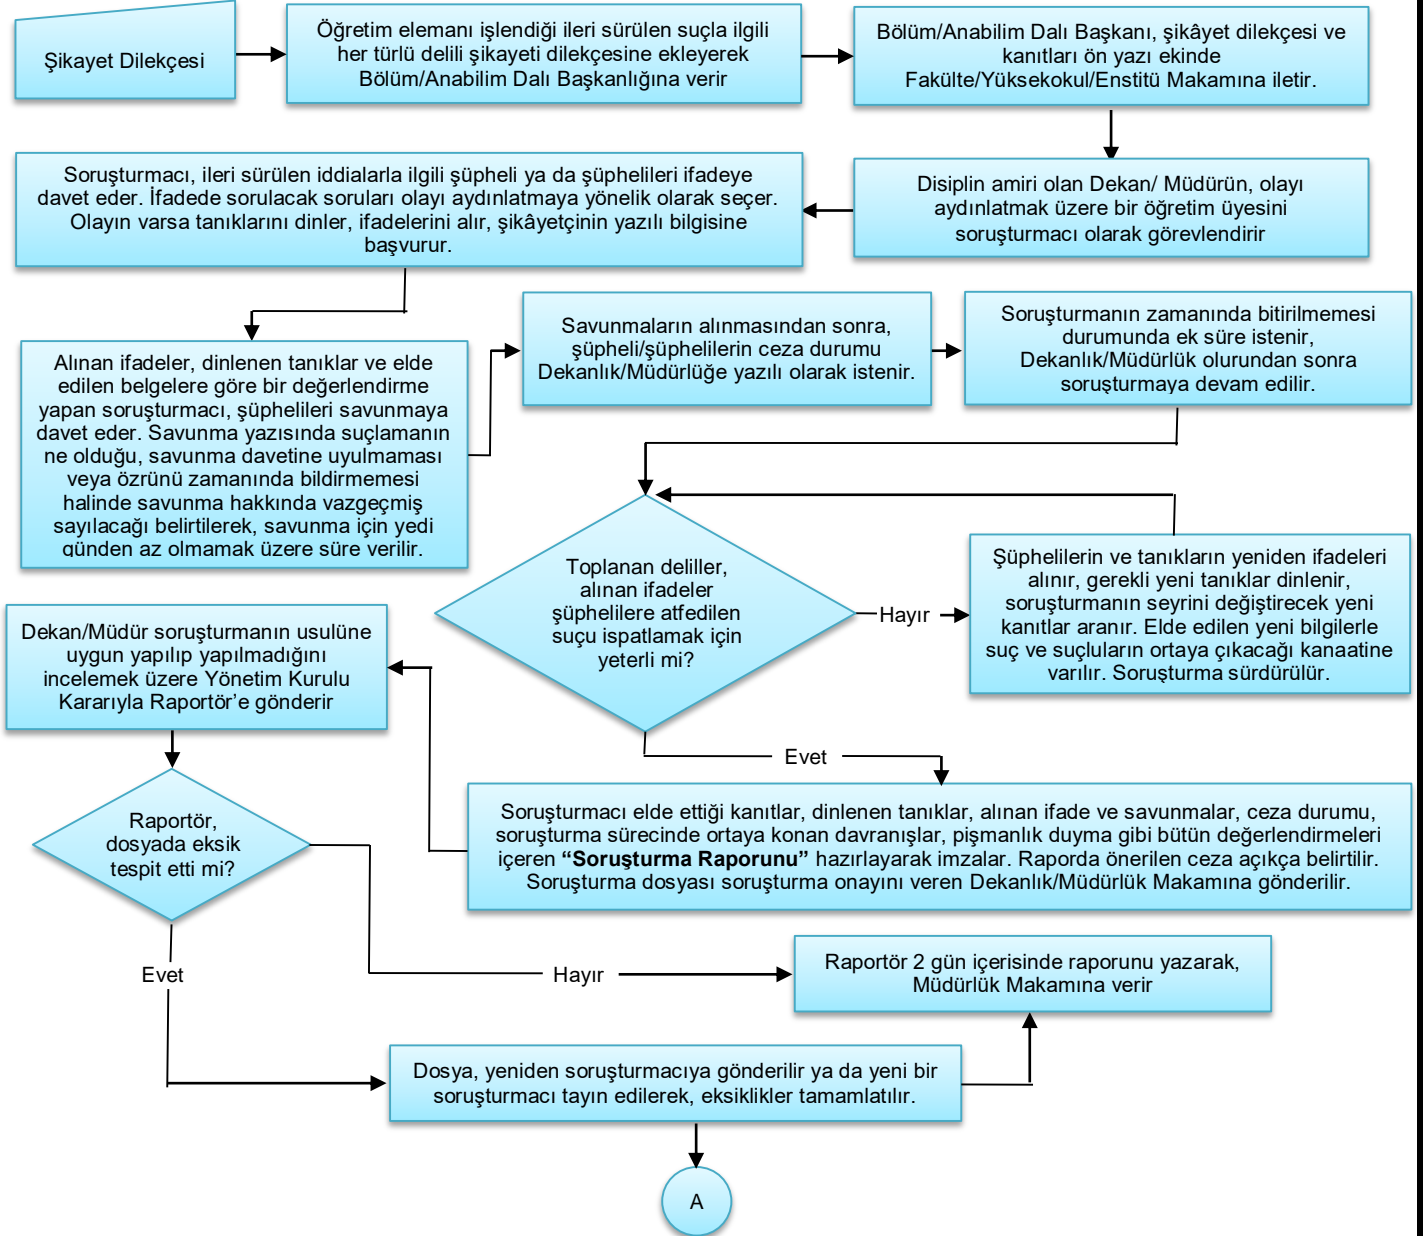 Şikayet Dilekçesi
Öğretim elemanı işlendiği ileri sürülen suçla ilgili
her türlü delili şikayeti dilekçesine ekleyerek
Bölüm/Anabilim Dalı Başkanlığına verir
Bölüm/Anabilim Dalı Başkanı, şikâyet dilekçesi ve
kanıtları ön yazı ekinde
Fakülte/Yüksekokul/Enstitü Makamına iletir.
Disiplin amiri olan Dekan/ Müdürün, olayı
aydınlatmak üzere bir öğretim üyesini
soruşturmacı olarak görevlendirir
Soruşturmacı, ileri sürülen iddialarla ilgili şüpheli ya da şüphelileri ifadeye
davet eder. İfadede sorulacak soruları olayı aydınlatmaya yönelik olarak seçer.
Olayın varsa tanıklarını dinler, ifadelerini alır, şikâyetçinin yazılı bilgisine
başvurur.
Alınan ifadeler, dinlenen tanıklar ve elde
edilen belgelere göre bir değerlendirme
yapan soruşturmacı, şüphelileri savunmaya
davet eder. Savunma yazısında suçlamanın
ne olduğu, savunma davetine uyulmaması
veya özrünü zamanında bildirmemesi
halinde savunma hakkında vazgeçmiş
sayılacağı belirtilerek, savunma için yedi
günden az olmamak üzere süre verilir.
Savunmaların alınmasından sonra,
şüpheli/şüphelilerin ceza durumu
Dekanlık/Müdürlüğe yazılı olarak istenir.
Soruşturmanın zamanında bitirilmemesi
durumunda ek süre istenir,
Dekanlık/Müdürlük olurundan sonra
soruşturmaya devam edilir.
Toplanan deliller,
alınan ifadeler
şüphelilere atfedilen
suçu ispatlamak için
yeterli mi?
Hayır
Şüphelilerin ve tanıkların yeniden ifadeleri
alınır, gerekli yeni tanıklar dinlenir,
soruşturmanın seyrini değiştirecek yeni
kanıtlar aranır. Elde edilen yeni bilgilerle
suç ve suçluların ortaya çıkacağı kanaatine
varılır. Soruşturma sürdürülür.
Evet
Soruşturmacı elde ettiği kanıtlar, dinlenen tanıklar, alınan ifade ve savunmalar, ceza durumu,
soruşturma sürecinde ortaya konan davranışlar, pişmanlık duyma gibi bütün değerlendirmeleri
içeren “Soruşturma Raporunu” hazırlayarak imzalar. Raporda önerilen ceza açıkça belirtilir.
Soruşturma dosyası soruşturma onayını veren Dekanlık/Müdürlük Makamına gönderilir.
Dekan/Müdür soruşturmanın usulüne
uygun yapılıp yapılmadığını
incelemek üzere Yönetim Kurulu
Kararıyla Raportör’e gönderir
Raportör,
dosyada eksik
tespit etti mi?
Hayır
Raportör 2 gün içerisinde raporunu yazarak,
Müdürlük Makamına verir
Evet
Dosya, yeniden soruşturmacıya gönderilir ya da yeni bir
soruşturmacı tayin edilerek, eksiklikler tamamlatılır.
A